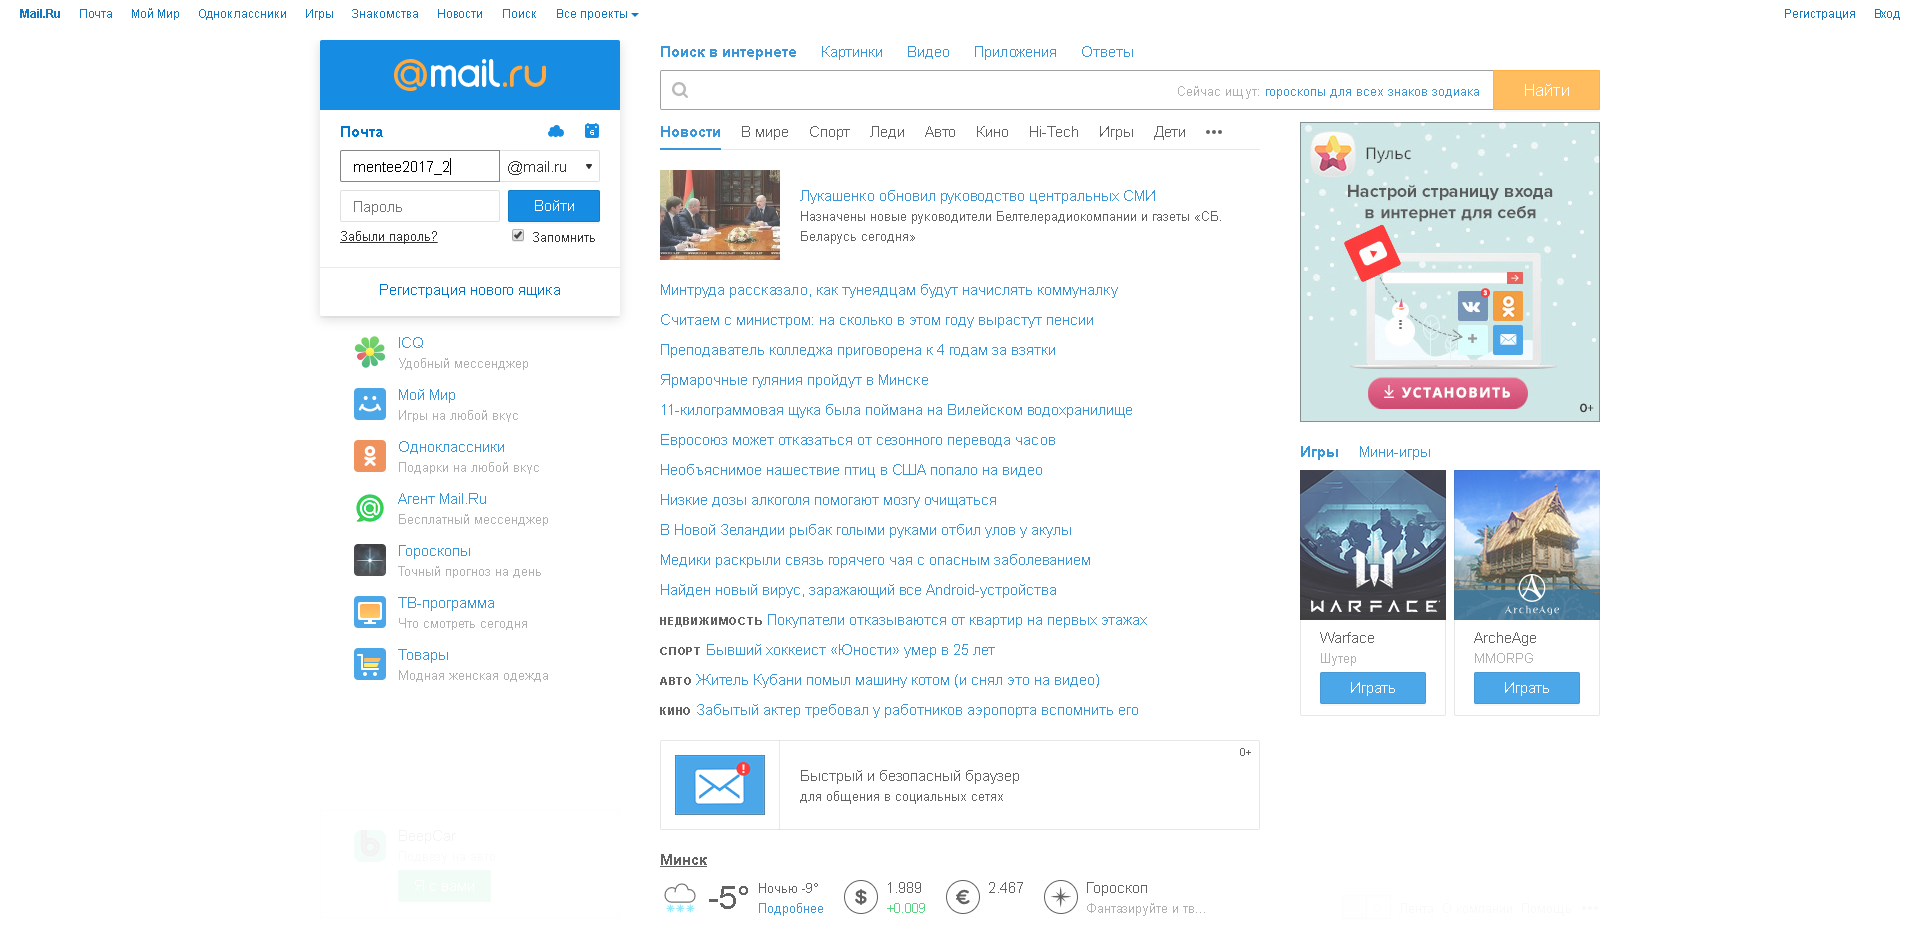 Mail.Ru Почта Мой Мир Одноклассники Игры Знакомства Новости Поиск Все проекты Регистрация Вход
@mail.ru
Почта
6
mentee2017_2 @mail.ru
Пароль Войти
Забыли пароль? Запомнить
Регистрация нового ящика
ICQ
Удобный мессенджер
Мой Мир
Игры на любой вкус
Одноклассники
Подарки на любой вкус
Агент Mail.Ru
Бесплатный мессенджер
Гороскопы
Точный прогноз на день
ТВ-программа
Что смотреть сегодня
Товары
Модная женская одежда
BeepCar
Поиск в интернете Картинки Видео Приложения Ответы
Сейчас ищут: гороскопы для всех знаков зодиака Найти
Новости В мире Спорт Леди Авто Кино Hi-Tech Игры Дети •••
Лукашенко обновил руководство центральных СМИ
Назначены новые руководители Белтелерадиокомпании и газеты «СБ.
Беларусь сегодня»
Минтруда рассказало, как тунеядцам будут начислять коммуналку
Считаем с министром: на сколько в этом году вырастут пенсии
Преподаватель колледжа приговорена к 4 годам за взятки
Ярмарочные гуляния пройдут в Минске
11-килограммовая щука была поймана на Вилейском водохранилище
Евросоюз может отказаться от сезонного перевода часов
Необъяснимое нашествие птиц в США попало на видео
Низкие дозы алкоголя помогают мозгу очищаться
В Новой Зеландии рыбак голыми руками отбил улов у акулы
Медики раскрыли связь горячего чая с опасным заболеванием
Найден новый вирус, заражающий все Android-устройства
НЕДВИЖИМОСТЬ Покупатели отказываются от квартир на первых этажах
СПОРТ Бывший хоккеист «Юности» умер в 25 лет
АВТО Житель Кубани помыл машину котом (и снял это на видео)
КИНО Забытый актер требовал у работников аэропорта вспомнить его
0+
Быстрый и безопасный браузер
для общения в социальных сетях
Минск
-5° Ночью -9°
Подробнее
$ 1.989
+0.009
€ 2.467
Гороскоп
Фантазируйте и тв...
Пульс
Настрой страницу входа
в интернет для себя
3
УСТАНОВИТЬ
0+
Игры Мини-игры
WARFACE
ArcheAge
Warface
Шутер
Играть
ArcheAge
MMORPG
Играть
Помощь •••